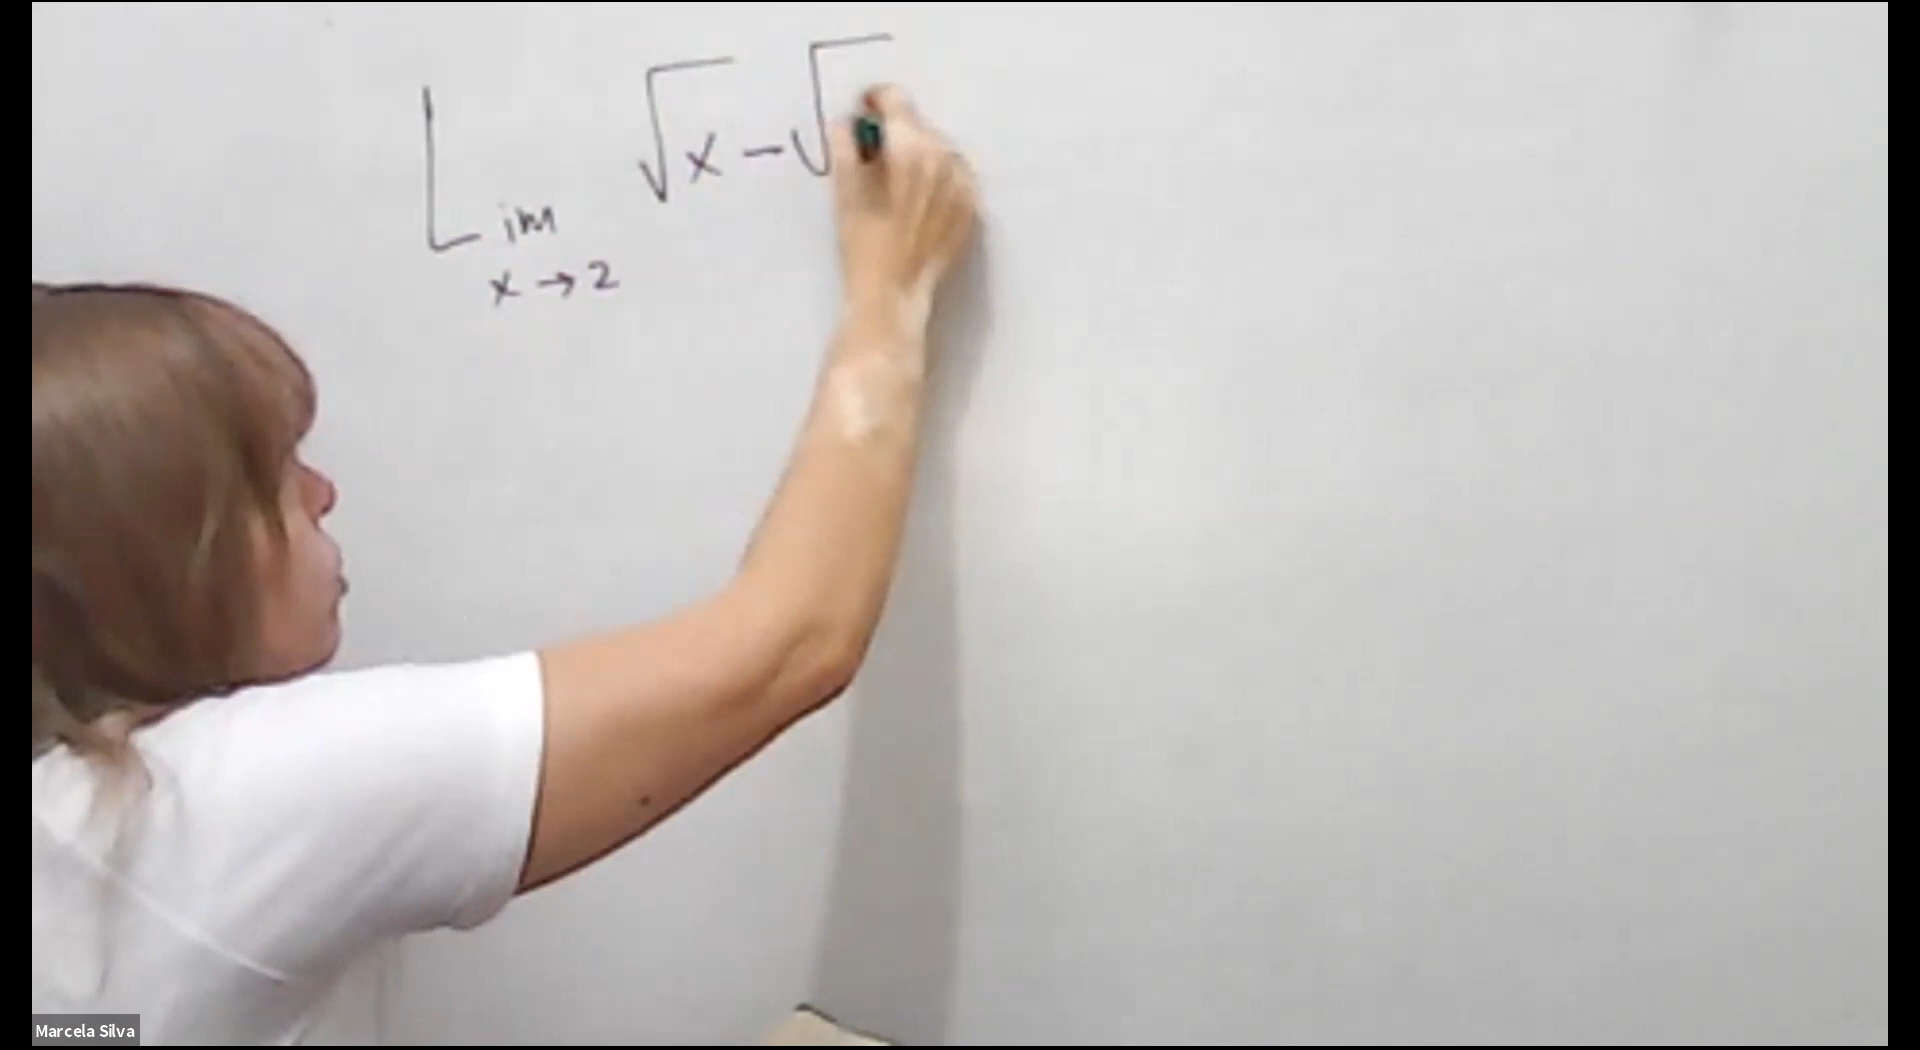 Lim √x - √
x → 2
Marcela Silva